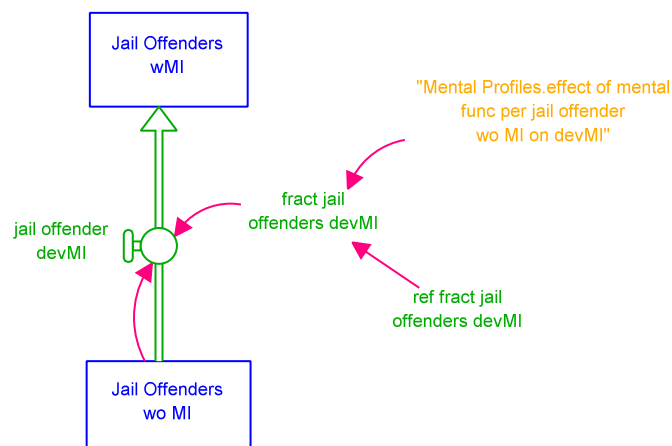 Jail Offenders
wMI
"Mental Profiles.effect of mental
func per jail offender
wo MI on devMI"
fract jail
offenders devMI
jail offender
devMI
ref fract jail
offenders devMI
Jail Offenders
wo MI